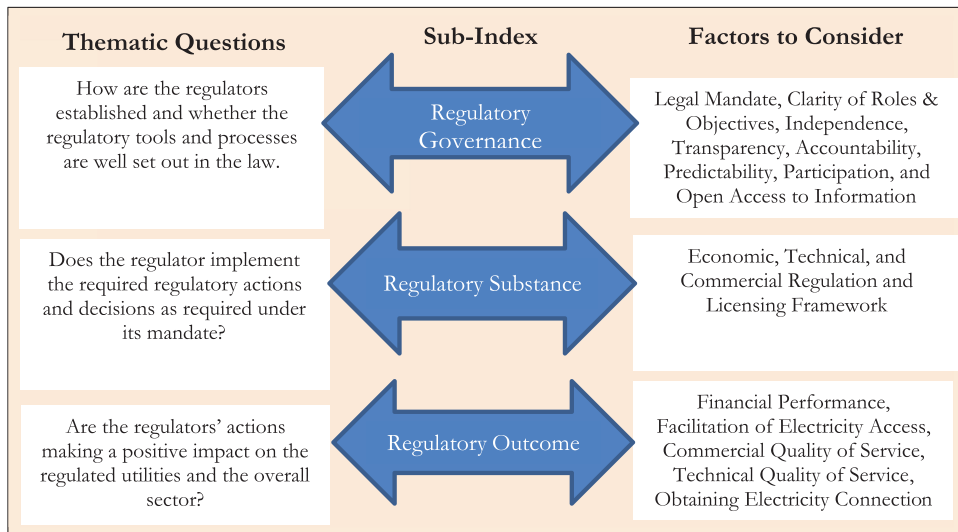 Thematic Questions
Sub-Index
Factors to Consider
How are the regulators
established and whether the
regulatory tools and processes
are well set out in the law.
Regulatory
Governance
Legal Mandate, Clarity of Roles &
Objectives, Independence,
Transparency, Accountability,
Predictability, Participation, and
Open Access to Information
Does the regulator implement
the required regulatory actions
and decisions as required under
its mandate?
Regulatory Substance
Economic, Technical, and
Commercial Regulation and
Licensing Framework
Are the regulators’ actions
making a positive impact on the
regulated utilities and the overall
sector?
Regulatory Outcome
Financial Performance,
Facilitation of Electricity Access,
Commercial Quality of Service,
Technical Quality of Service,
Obtaining Electricity Connection